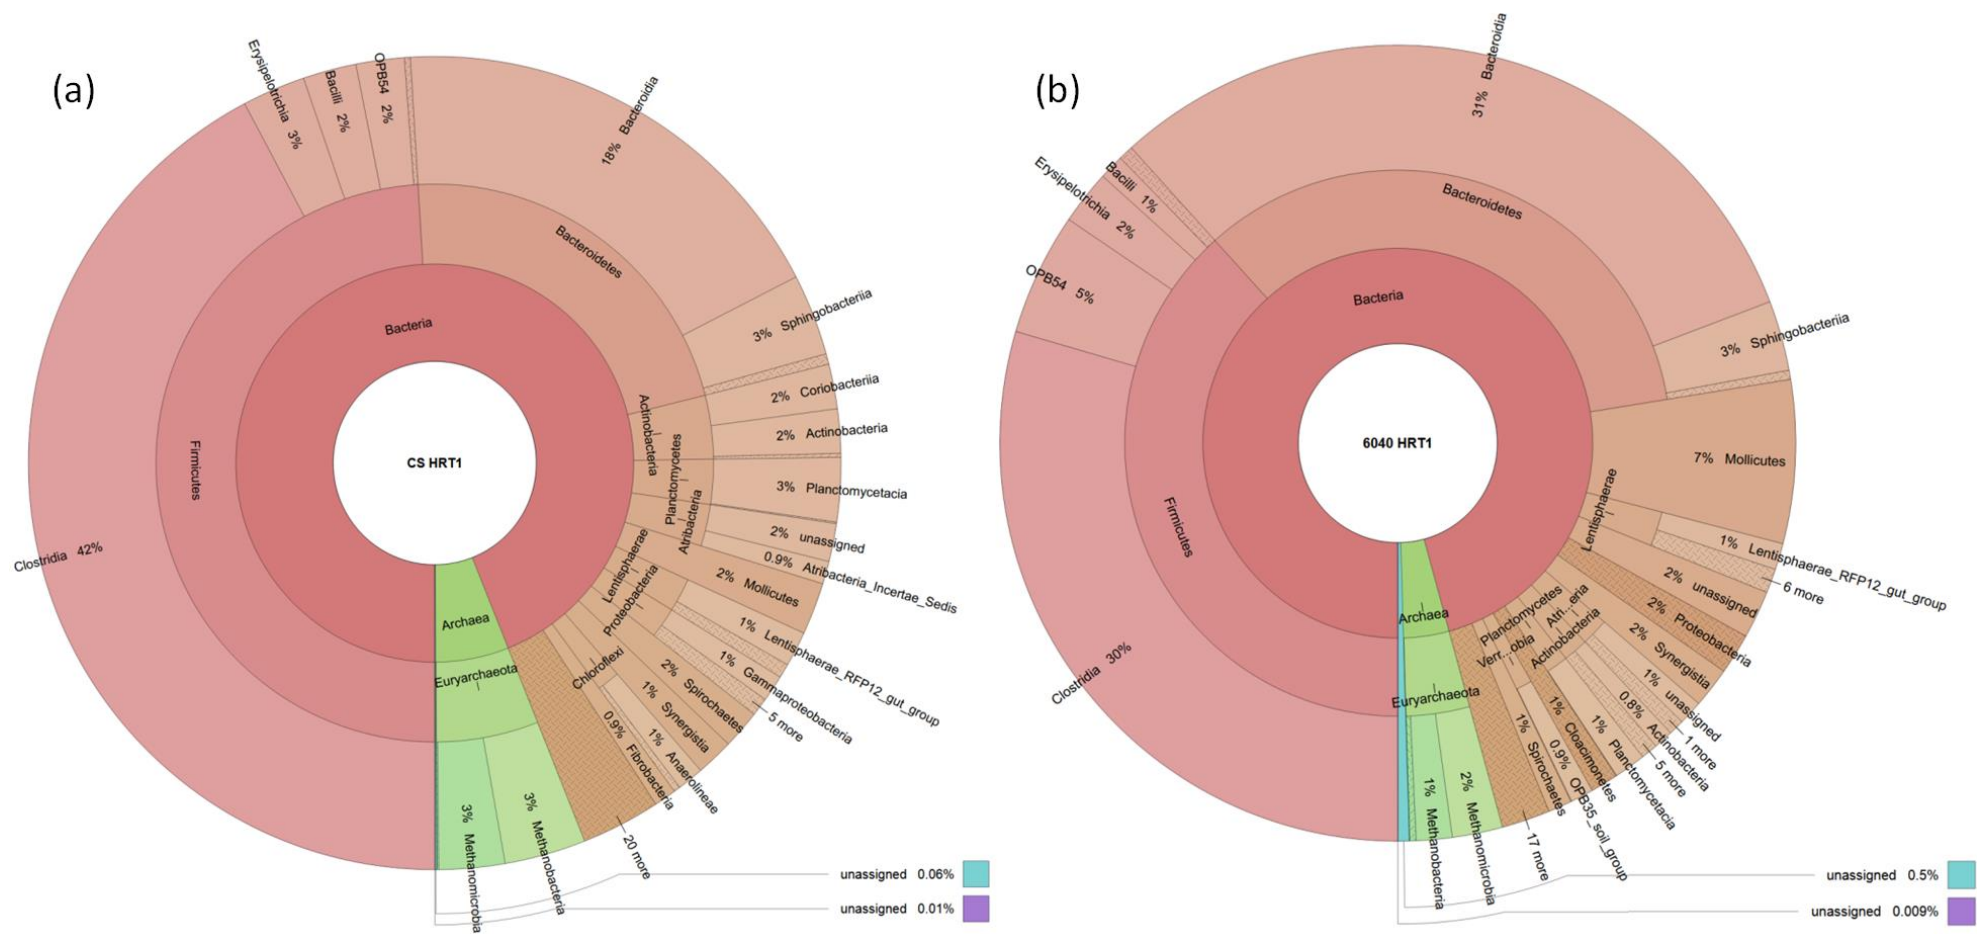 (a)
Erysipelotrichia 3%
Bacilli 2%
OPB54 2%
18% Bacteroidia
Bacteroidetes
3% Sphingobacteriia
2% Coriobacteriia
2% Actinobacteria
Actinobacteria
3% Planctomycetacia
Planctomycetes
2% unassigned
Atribacteria
0.9% Atribacteria_Incertae_Sedis
2% Mollicutes
Lentisphaerae
1% Lentisphaerae_RFP12_gut_group
Proteobacteria
1% Gammaproteobacteria
5 more
2% Spirochaetes
1% Synergistia
Chloroflexi
1% Anaerolineae
0.9% Fibrobacteria
20 more
Bacteria
Firmicutes
Clostridia 42%
CS HRT1
Archaea
Euryarchaeota
3% Methanomicrobia
3% Methanobacteria
unassigned 0.06%
unassigned 0.01%
(b)
31% Bacteroidia
Bacteroidetes
Bacilli 1%
Erysipelotrichia 2%
OPB54 5%
Bacteria
Firmicutes
Clostridia 30%
6040 HRT1
3% Sphingobacteriia
7% Mollicutes
Lentisphaerae
1% Lentisphaerae_RFP12_gut_group
6 more
2% unassigned
2% Proteobacteria
2% Synergistia
Atri...eria
1% unassigned
1 more
Actinobacteria
0.8% Actinobacteria
5 more
Planctomycetes
1% Planctomycetacia
1% Cloacimonetes
Verr...obia
0.9% OPB35_soil_group
1% Spirochaetes
17 more
Archaea
Euryarchaeota
1% Methanobacteria
2% Methanomicrobia
unassigned 0.5%
unassigned 0.009%